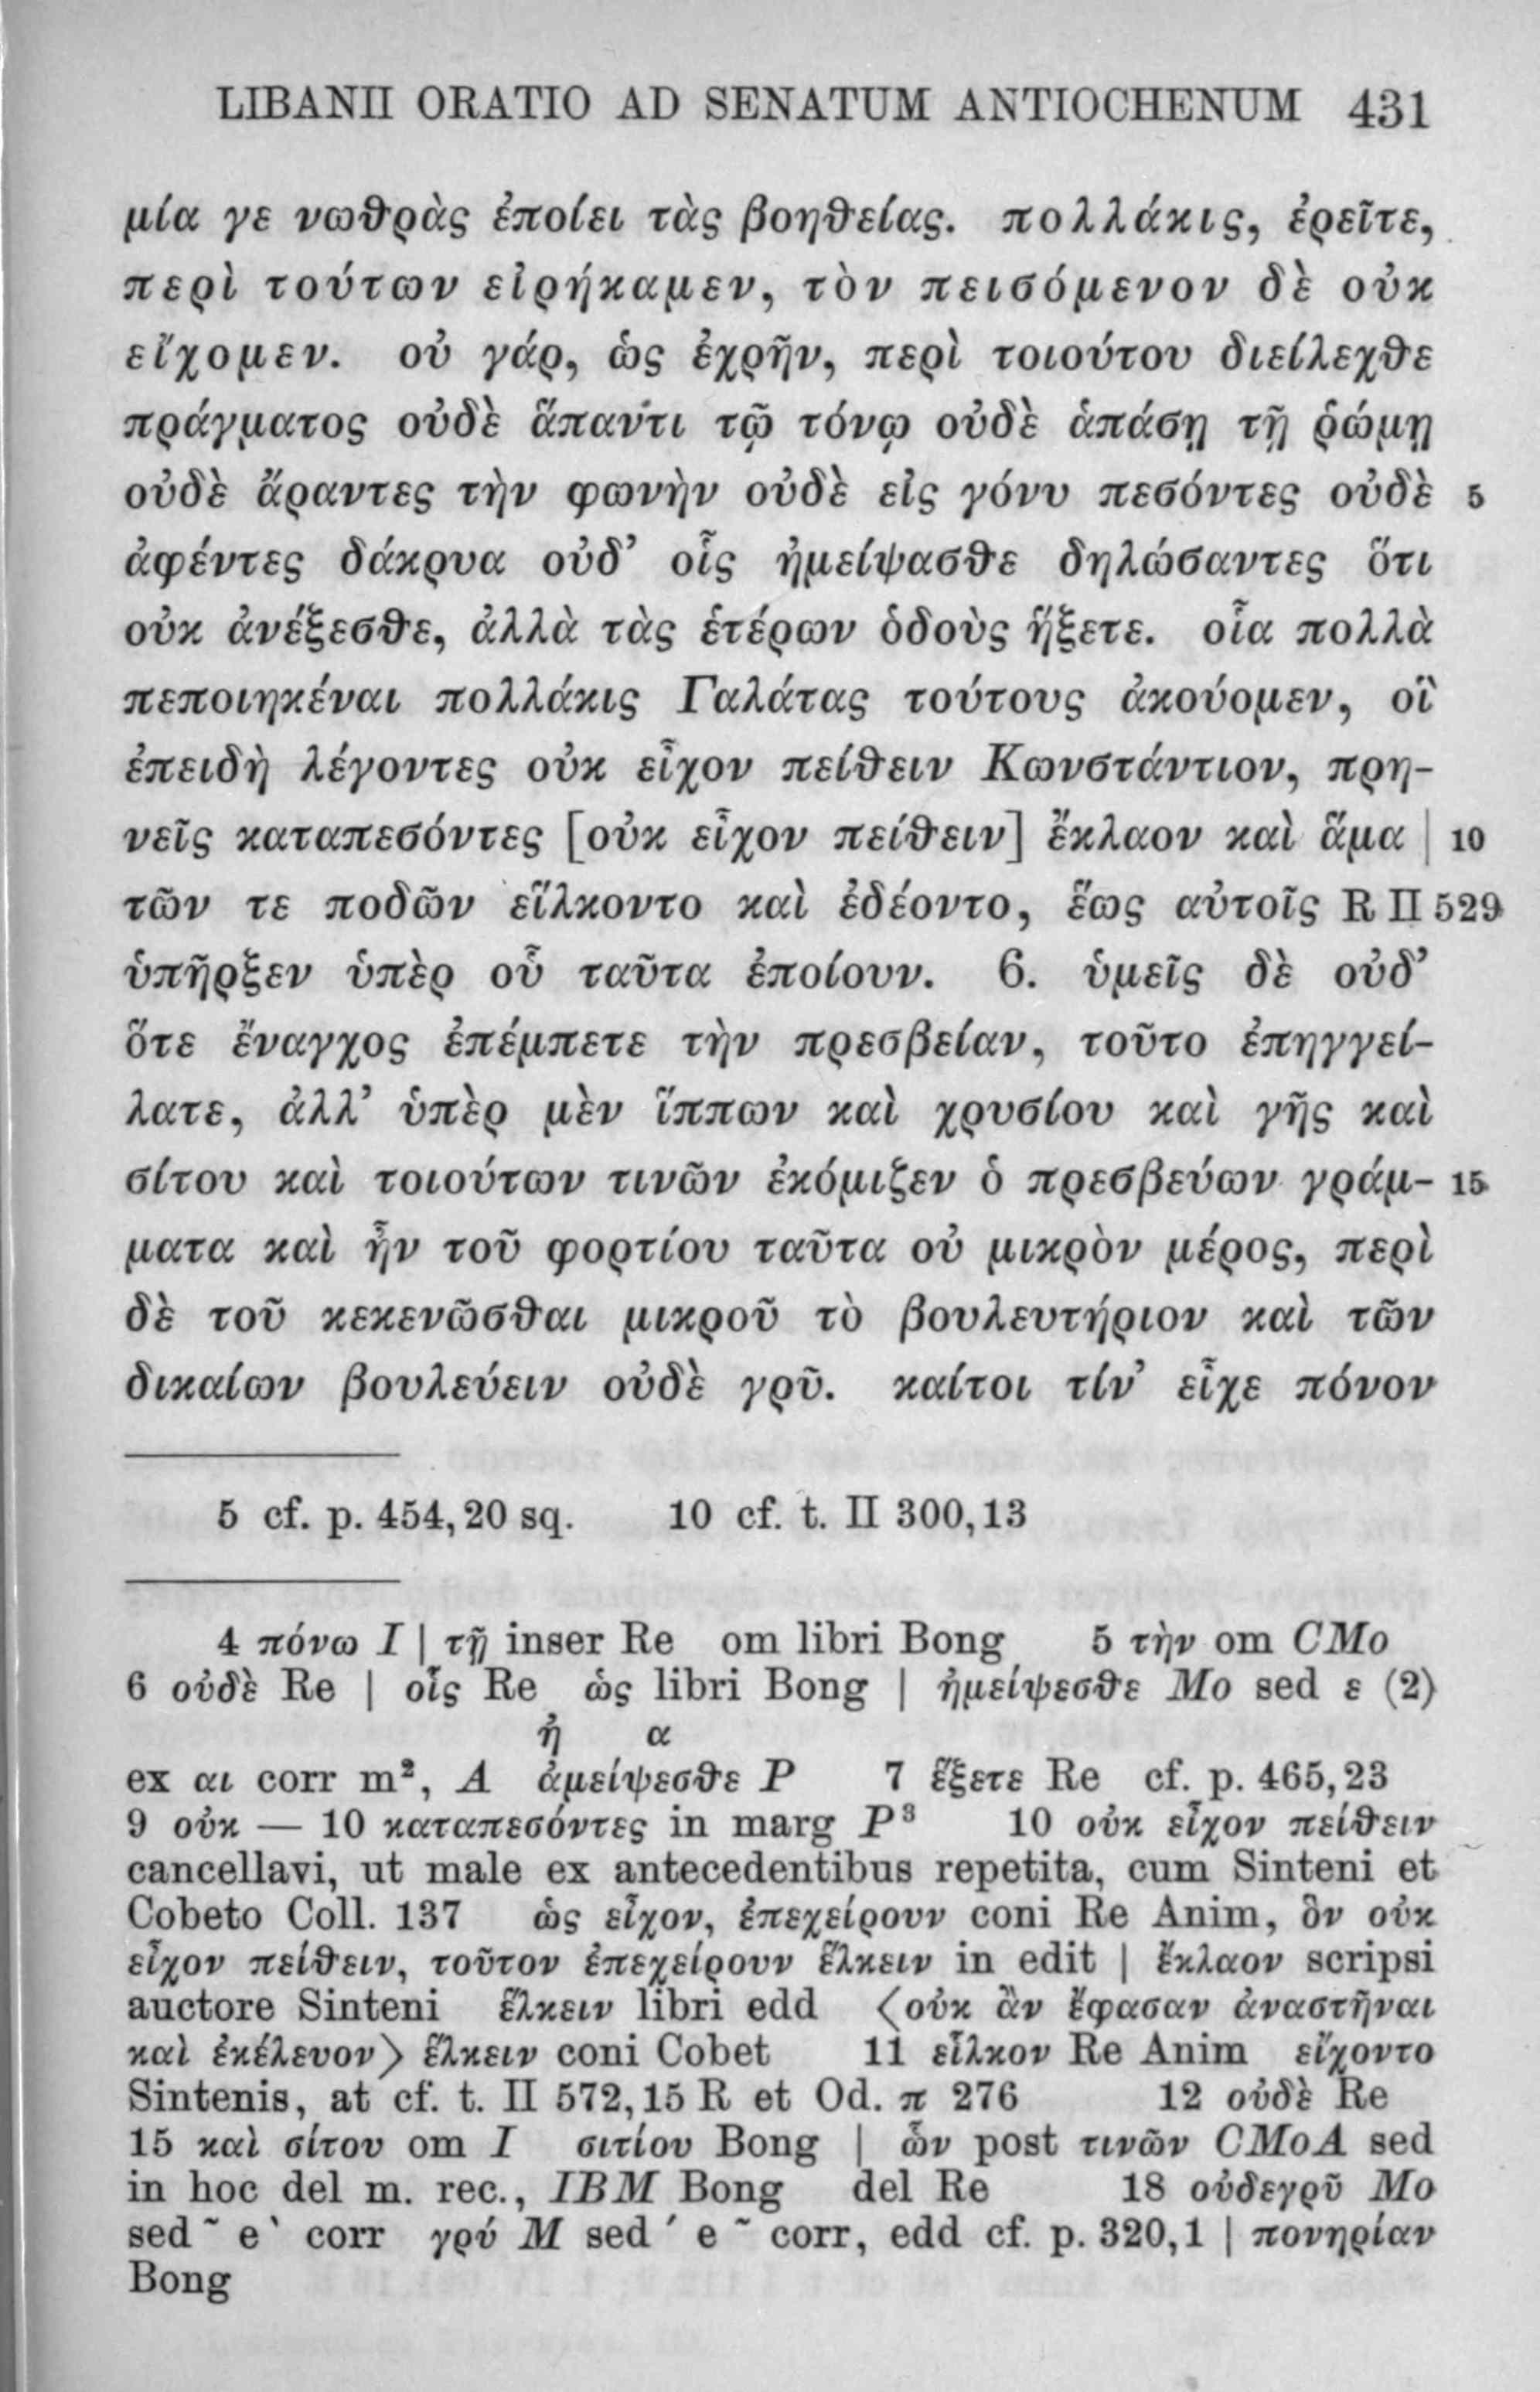 LIBANII ORATIO AD SENATUM ANTIOCHENUM 431
μία γε νωθρὰς ἐποίει τὰς βοηθείας. πολλάκις, ἐρεῖτε,
περὶ τούτων εἰρήκαμεν, τὸν πεισόμενον δὲ οὐκ
εἴχομεν. οὐ γάρ, ὡς ἐχρῆν, περὶ τοιούτου διείλεχθε
πράγματος οὐδὲ ἅπαντι τῷ τόνῳ οὐδὲ ἁπάσῃ τῇ ῥώμῃ
οὐδὲ ἄραντες τὴν φωνὴν οὐδὲ εἰς γόνυ πεσόντες οὐδὲ 5
ἀφέντες δάκρυα οὐδ’ οἷς ἠμείψασθε δηλώσαντες ὅτι
οὐκ ἀνέξεσθε, ἀλλὰ τὰς ἑτέρων ὁδοὺς ἥξετε. οἷα πολλὰ
πεποιηκέναι πολλάκις Γαλάτας τούτους ἀκούομεν, οἳ
ἐπειδὴ λέγοντες οὐκ εἶχον πείθειν Κωνστάντιον, πρη-
νεῖς καταπεσόντες [οὐκ εἶχον πείθειν] ἔκλαον καὶ ἅμα | 10
τῶν τε ποδῶν εἵλκοντο καὶ ἐδέοντο, ἕως αὐτοῖς R II 529
ὑπῆρξεν ὑπὲρ οὗ ταῦτα ἐποίουν. 6. ὑμεῖς δὲ οὐδ’
ὅτε ἔναγχος ἐπέμπετε τὴν πρεσβείαν, τοῦτο ἐπηγγεί-
λατε, ἀλλ’ ὑπὲρ μὲν ἵππων καὶ χρυσίου καὶ γῆς καὶ
σίτου καὶ τοιούτων τινῶν ἐκόμιζεν ὁ πρεσβεύων γράμ- 15
ματα καὶ ἦν τοῦ φορτίου ταῦτα οὐ μικρὸν μέρος, περὶ
δὲ τοῦ κεκενῶσθαι μικροῦ τὸ βουλευτήριον καὶ τῶν
δικαίων βουλεύειν οὐδὲ γρῦ. καίτοι τίν’ εἶχε πόνον
5 cf. p. 454,20 sq. 10 cf. t. II 300,13
4 πόνω I | τῇ inser Re om libri Bong 5 τὴν om CMo
6 οὐδὲ Re | οἷς Re ὡς libri Bong | ἠμείψεσθε Mo sed ε (2)
ἠ α
ex αι corr m², A ἀμείψεσθε P 7 ἕξετε Re cf. p. 465,23
9 οὐκ — 10 καταπεσόντες in marg P³ 10 οὐκ εἶχον πείθειν
cancellavi, ut male ex antecedentibus repetita, cum Sinteni et
Cobeto Coll. 137 ὡς εἶχον, ἐπεχείρουν coni Re Anim, ὃν οὐκ
εἶχον πείθειν, τοῦτον ἐπεχείρουν ἕλκειν in edit | ἔκλαον scripsi
auctore Sinteni ἕλκειν libri edd ⟨οὐκ ἂν ἔφασαν ἀναστῆναι
καὶ ἐκέλευον⟩ ἕλκειν coni Cobet 11 εἷλκον Re Anim εἴχοντο
Sintenis, at cf. t. II 572,15 R et Od. π 276 12 οὐδὲ Re
15 καὶ σίτου om I σιτίου Bong | ὧν post τινῶν CMoA sed
in hoc del m. rec., IBM Bong del Re 18 οὐδεγρῦ Mo
sed ῀ e ` corr γρύ M sed ´ e ῀ corr, edd cf. p. 320,1 | πονηρίαν
Bong